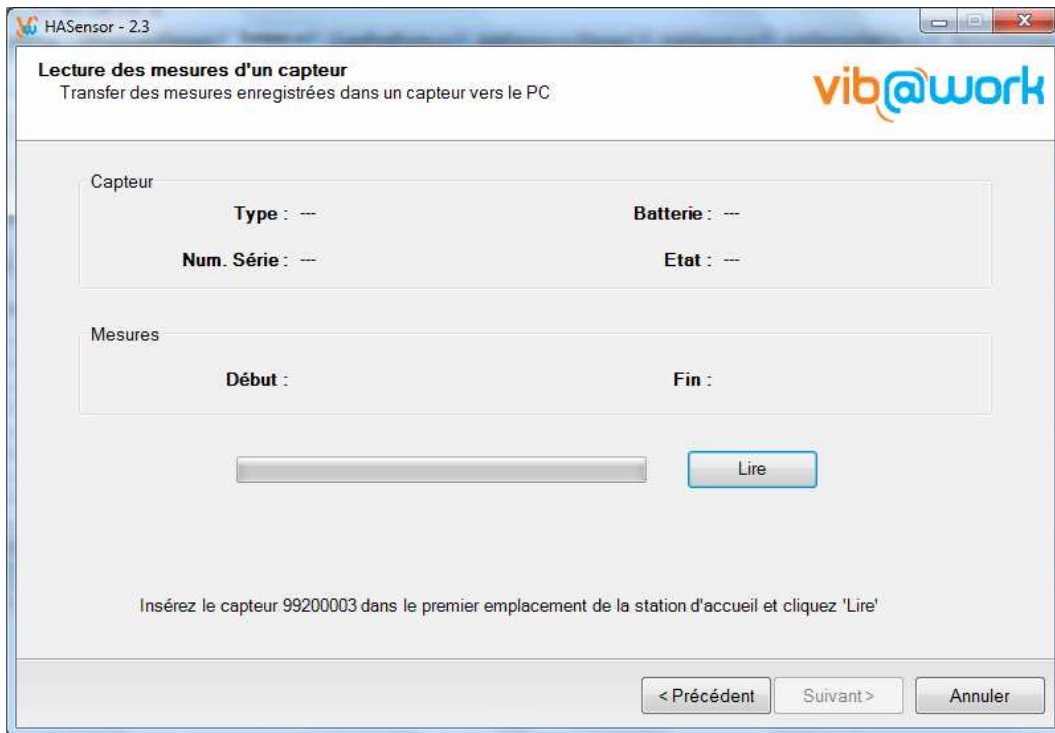 HASensor - 2.3
Lecture des mesures d'un capteur
Transfer des mesures enregistrées dans un capteur vers le PC
vib@work
Capteur
Type : --- Batterie : ---
Num. Série : --- Etat : ---
Mesures
Début : Fin :
Lire
Insérez le capteur 99200003 dans le premier emplacement de la station d'accueil et cliquez 'Lire'
< Précédent Suivant > Annuler